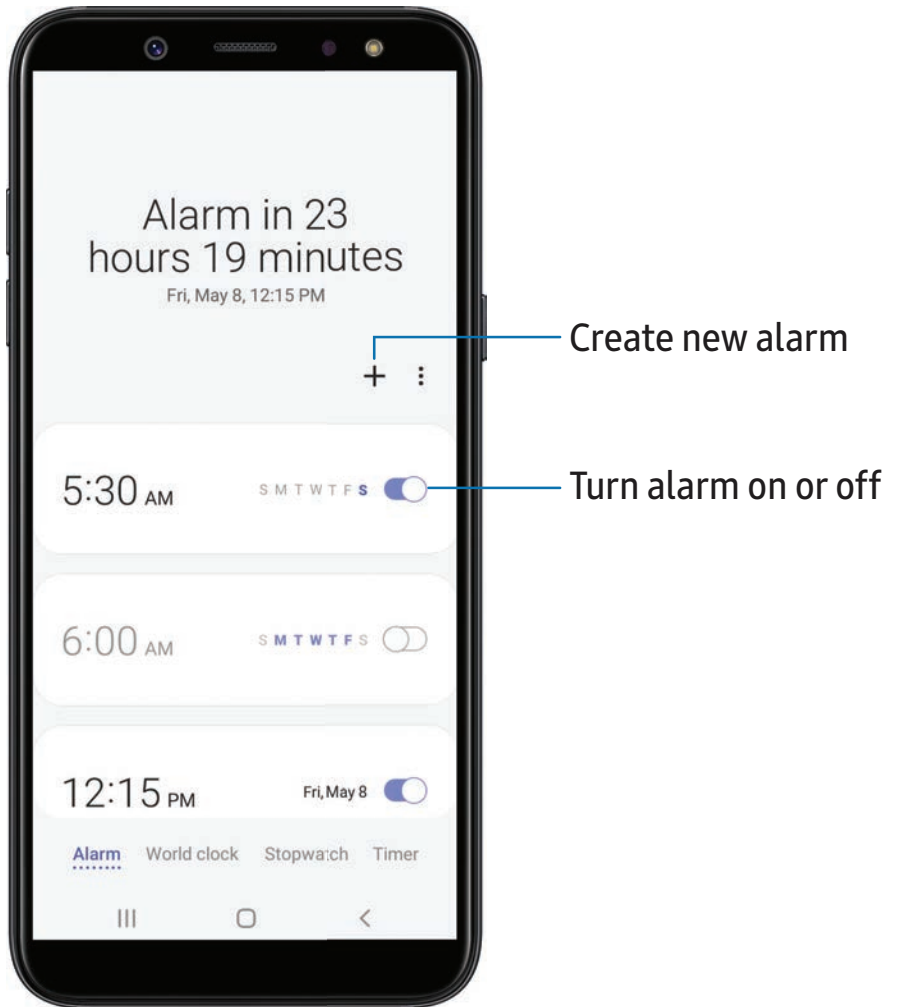 Alarm in 23
hours 19 minutes
Fri, May 8, 12:15 PM
Create new alarm
5:30 AM S M T W T F S
Turn alarm on or off
6:00 AM S M T W T F S
12:15 PM Fri, May 8
Alarm World clock Stopwatch Timer